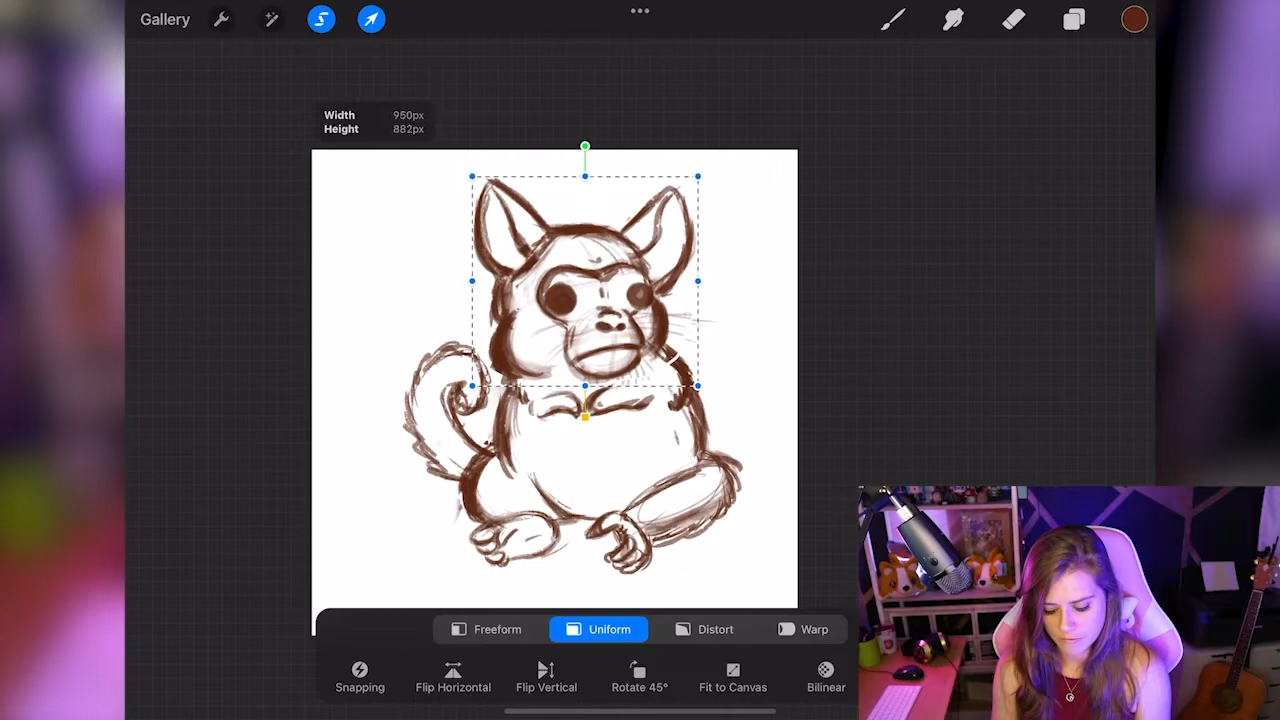 Gallery
Width 950px
Height 882px
Freeform Uniform Distort Warp
Snapping Flip Horizontal Flip Vertical Rotate 45° Fit to Canvas Bilinear